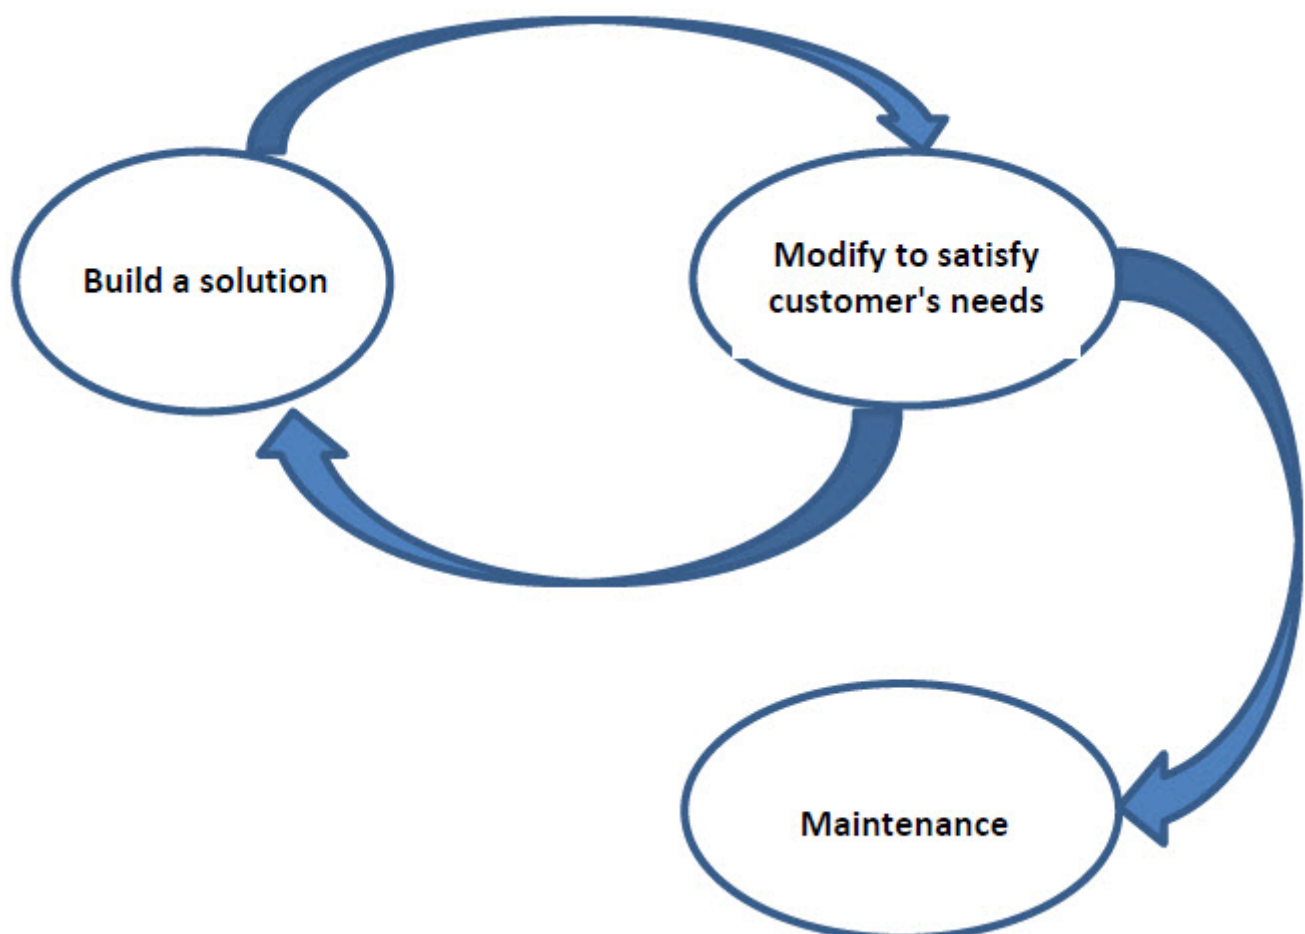 Build a solution
Modify to satisfy
customer's needs
Maintenance